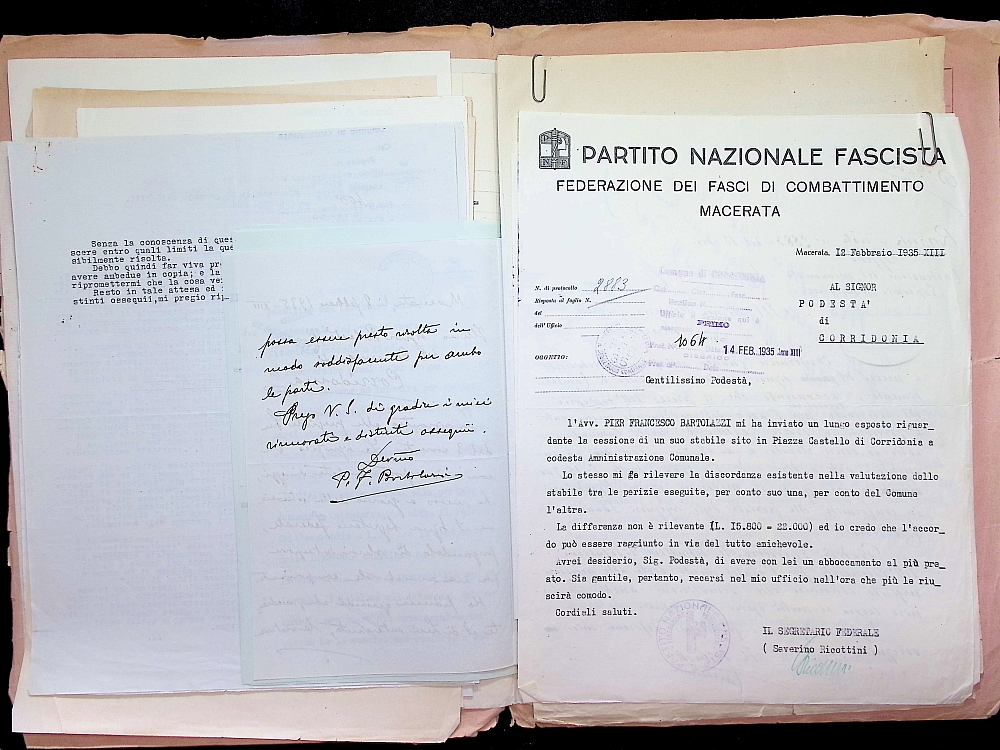 Senza la conoscenza di que
scere entro quali limiti la que
sibilmente risolta.
Debbo quindi far viva pr
avere ambedue in copia; e la
ripromettermi che la cosa ve
Resto in tale attesa ed
stinti ossequii, mi pregio ri_
possa essere presto risolta in
modo soddisfacente per ambo
le parti.
Prego V. S. di gradire i miei
rinnovati e distinti ossequii.
Devmo
P. F. Bartolazzi
PARTITO NAZIONALE FASCISTA
FEDERAZIONE DEI FASCI DI COMBATTIMENTO
MACERATA
Macerata, 12 Febbraio 1935 XIII
N. di protocollo 2883
Risposta al foglio N.
del
dell'Ufficio
OGGETTO:
AL SIGNOR
PODESTA'
di
CORRIDONIA
PRIMO
1064
14 FEB. 1935 Anno XIII
Gentilissimo Podestà,
l'Avv. PIER FRANCESCO BARTOLAZZI mi ha inviato un lungo esposto riguar_
dante la cessione di un suo stabile sito in Piazza Castello di Corridonia a
codesta Amministrazione Comunale.
Lo stesso mi fa rilevare la discordanza esistente nella valutazione dello
stabile tra le perizie eseguite, per conto suo una, per conto del Comune
l'altra.
La differenza non è rilevante (L. I5.800 - 22.000) ed io credo che l'accor_
do può essere raggiunto in via del tutto amichevole.
Avrei desiderio, Sig. Podestà, di avere con lei un abboccamento al più pre_
sto. Sia gentile, pertanto, recarsi nel mio ufficio nell'ora che più le riu_
scirà comodo.
Cordiali saluti.
IL SEGRETARIO FEDERALE
( Severino Ricottini )